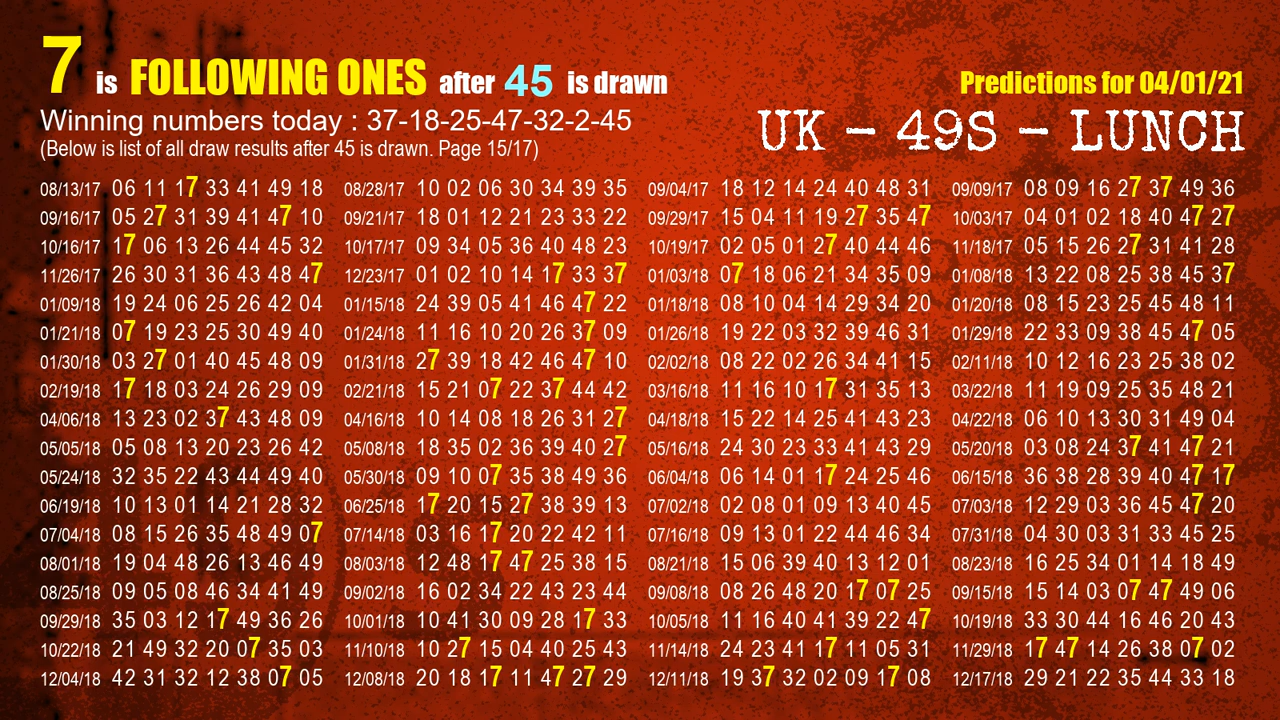 7 is FOLLOWING ONES after 45 is drawn
Predictions for 04/01/21
Winning numbers today : 37-18-25-47-32-2-45
UK - 49S - LUNCH
(Below is list of all draw results after 45 is drawn. Page 15/17)
08/13/17 06 11 17 33 41 49 18 08/28/17 10 02 06 30 34 39 35 09/04/17 18 12 14 24 40 48 31 09/09/17 08 09 16 27 37 49 36
09/16/17 05 27 31 39 41 47 10 09/21/17 18 01 12 21 23 33 22 09/29/17 15 04 11 19 27 35 47 10/03/17 04 01 02 18 40 47 27
10/16/17 17 06 13 26 44 45 32 10/17/17 09 34 05 36 40 48 23 10/19/17 02 05 01 27 40 44 46 11/18/17 05 15 26 27 31 41 28
11/26/17 26 30 31 36 43 48 47 12/23/17 01 02 10 14 17 33 37 01/03/18 07 18 06 21 34 35 09 01/08/18 13 22 08 25 38 45 37
01/09/18 19 24 06 25 26 42 04 01/15/18 24 39 05 41 46 47 22 01/18/18 08 10 04 14 29 34 20 01/20/18 08 15 23 25 45 48 11
01/21/18 07 19 23 25 30 49 40 01/24/18 11 16 10 20 26 37 09 01/26/18 19 22 03 32 39 46 31 01/29/18 22 33 09 38 45 47 05
01/30/18 03 27 01 40 45 48 09 01/31/18 27 39 18 42 46 47 10 02/02/18 08 22 02 26 34 41 15 02/11/18 10 12 16 23 25 38 02
02/19/18 17 18 03 24 26 29 09 02/21/18 15 21 07 22 37 44 42 03/16/18 11 16 10 17 31 35 13 03/22/18 11 19 09 25 35 48 21
04/06/18 13 23 02 37 43 48 09 04/16/18 10 14 08 18 26 31 27 04/18/18 15 22 14 25 41 43 23 04/22/18 06 10 13 30 31 49 04
05/05/18 05 08 13 20 23 26 42 05/08/18 18 35 02 36 39 40 27 05/16/18 24 30 23 33 41 43 29 05/20/18 03 08 24 37 41 47 21
05/24/18 32 35 22 43 44 49 40 05/30/18 09 10 07 35 38 49 36 06/04/18 06 14 01 17 24 25 46 06/15/18 36 38 28 39 40 47 17
06/19/18 10 13 01 14 21 28 32 06/25/18 17 20 15 27 38 39 13 07/02/18 02 08 01 09 13 40 45 07/03/18 12 29 03 36 45 47 20
07/04/18 08 15 26 35 48 49 07 07/14/18 03 16 17 20 22 42 11 07/16/18 09 13 01 22 44 46 34 07/31/18 04 30 03 31 33 45 25
08/01/18 19 04 48 26 13 46 49 08/03/18 12 48 17 47 25 38 15 08/21/18 15 06 39 40 13 12 01 08/23/18 16 25 34 01 14 18 49
08/25/18 09 05 08 46 34 41 49 09/02/18 16 02 34 22 43 23 44 09/08/18 08 26 48 20 17 07 25 09/15/18 15 14 03 07 47 49 06
09/29/18 35 03 12 17 49 36 26 10/01/18 10 41 30 09 28 17 33 10/05/18 11 16 40 41 39 22 47 10/19/18 33 30 44 16 46 20 43
10/22/18 21 49 32 20 07 35 03 11/10/18 10 27 15 04 40 25 43 11/14/18 24 23 41 17 11 05 31 11/29/18 17 47 14 26 38 07 02
12/04/18 42 31 32 12 38 07 05 12/08/18 20 18 17 11 47 27 29 12/11/18 19 37 32 02 09 17 08 12/17/18 29 21 22 35 44 33 18